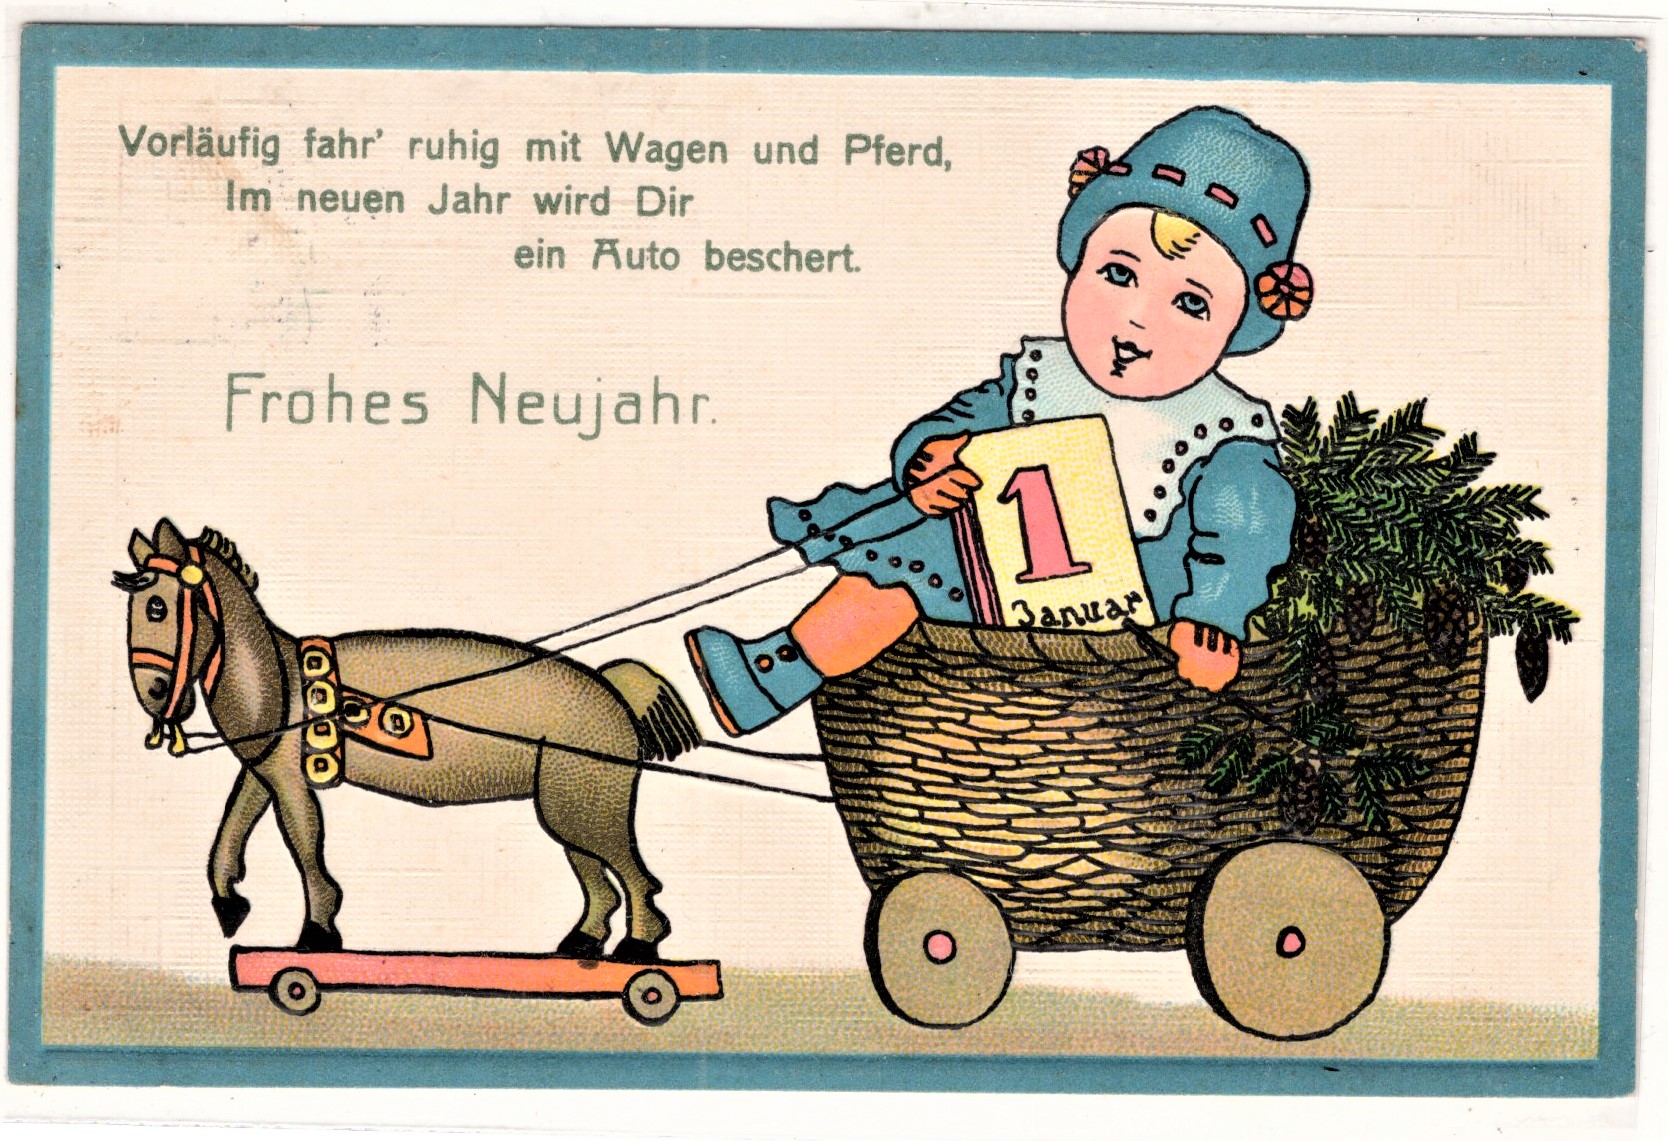 Vorläufig fahr' ruhig mit Wagen und Pferd,
Im neuen Jahr wird Dir
ein Auto beschert.
Frohes Neujahr.
1
Januar